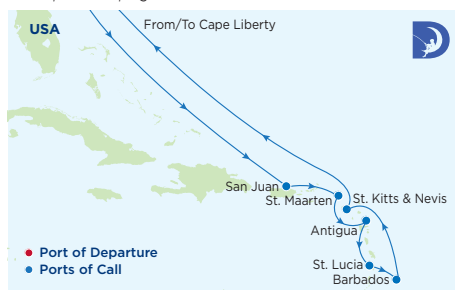 USA
From/To Cape Liberty
San Juan
St. Maarten
St. Kitts & Nevis
Antigua
St. Lucia
Barbados
Port of Departure
Ports of Call